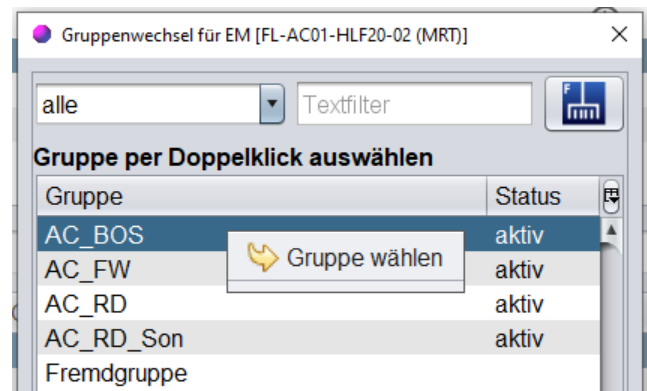 Gruppenwechsel für EM [FL-AC01-HLF20-02 (MRT)]
alle Textfilter F
Gruppe per Doppelklick auswählen
Gruppe Status
AC_BOS aktiv
Gruppe wählen
AC_FW aktiv
AC_RD aktiv
AC_RD_Son aktiv
Fremdgruppe